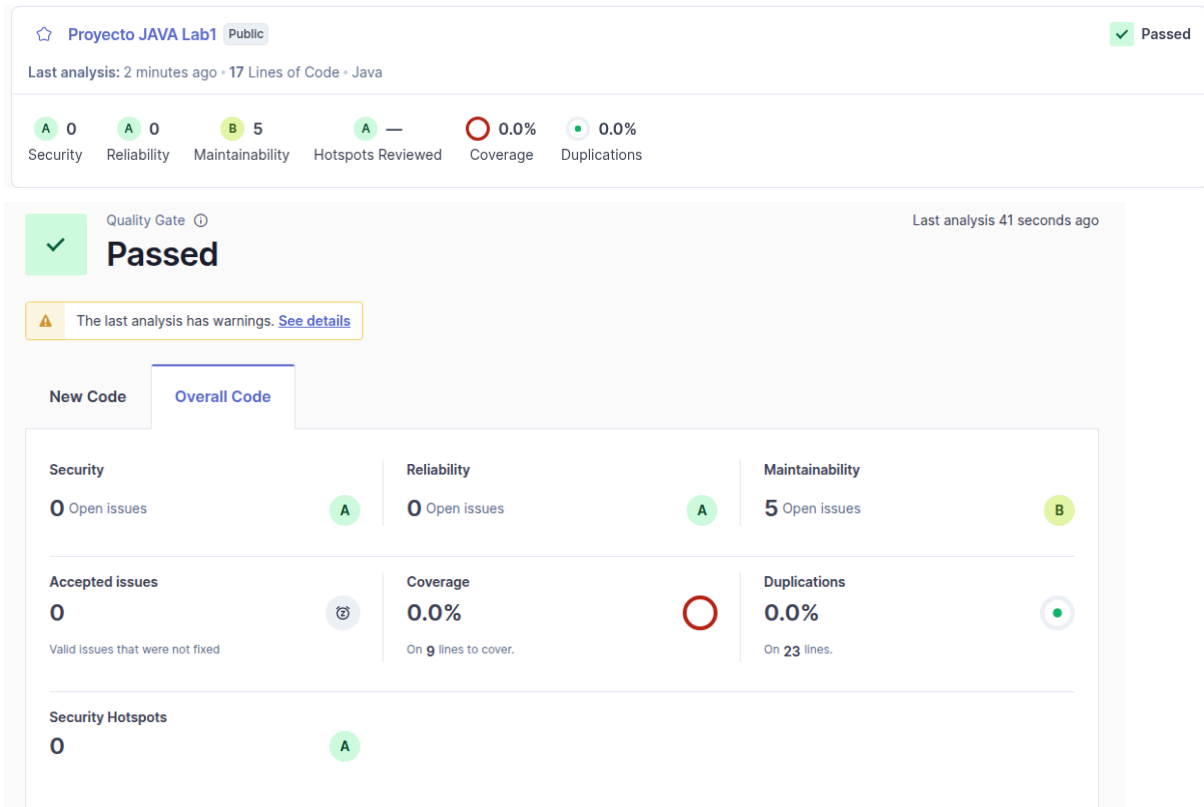 Proyecto JAVA Lab1 Public Passed
Last analysis: 2 minutes ago • 17 Lines of Code • Java
A 0 A 0 B 5 A — 0.0% 0.0%
Security Reliability Maintainability Hotspots Reviewed Coverage Duplications
Quality Gate Last analysis 41 seconds ago
Passed
The last analysis has warnings. See details
New Code Overall Code
Security Reliability Maintainability
0 Open issues A 0 Open issues A 5 Open issues B
Accepted issues Coverage Duplications
0 0.0% 0.0%
Valid issues that were not fixed On 9 lines to cover. On 23 lines.
Security Hotspots
0 A